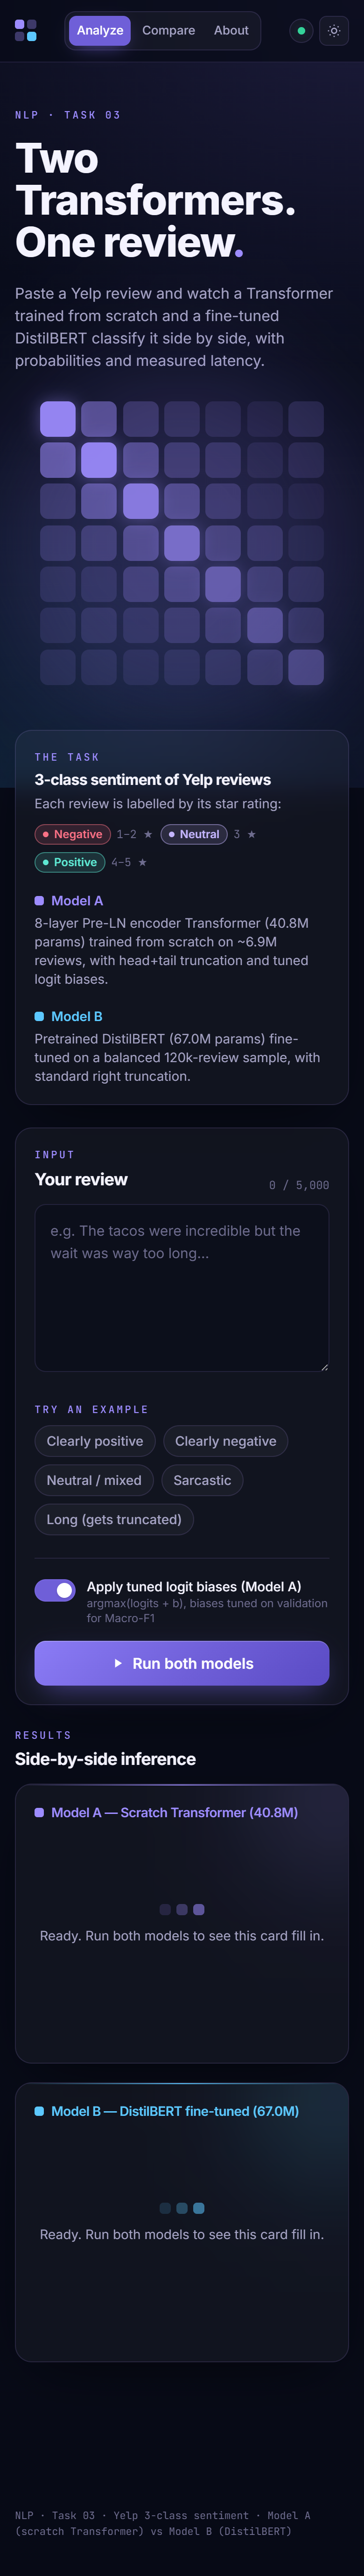 Analyze Compare About
NLP · TASK 03
Two
Transformers.
One review.
Paste a Yelp review and watch a Transformer
trained from scratch and a fine-tuned
DistilBERT classify it side by side, with
probabilities and measured latency.
THE TASK
3-class sentiment of Yelp reviews
Each review is labelled by its star rating:
Negative 1–2 ★ Neutral 3 ★
Positive 4–5 ★
Model A
8-layer Pre-LN encoder Transformer (40.8M
params) trained from scratch on ~6.9M
reviews, with head+tail truncation and tuned
logit biases.
Model B
Pretrained DistilBERT (67.0M params) fine-
tuned on a balanced 120k-review sample, with
standard right truncation.
INPUT
Your review 0 / 5,000
e.g. The tacos were incredible but the
wait was way too long...
TRY AN EXAMPLE
Clearly positive Clearly negative
Neutral / mixed Sarcastic
Long (gets truncated)
Apply tuned logit biases (Model A)
argmax(logits + b), biases tuned on validation
for Macro-F1
Run both models
RESULTS
Side-by-side inference
Model A — Scratch Transformer (40.8M)
Ready. Run both models to see this card fill in.
Model B — DistilBERT fine-tuned (67.0M)
Ready. Run both models to see this card fill in.
NLP · Task 03 · Yelp 3-class sentiment · Model A
(scratch Transformer) vs Model B (DistilBERT)